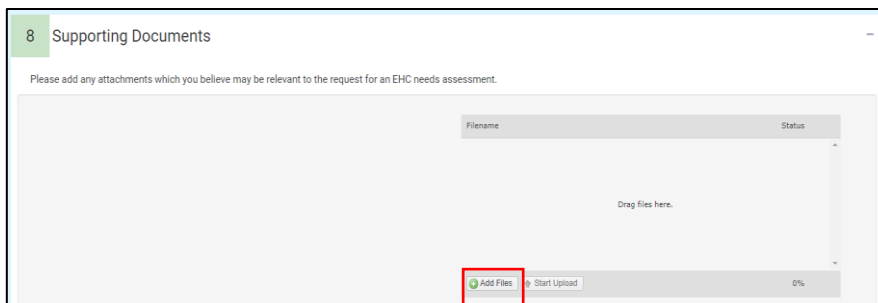 8 Supporting Documents
Please add any attachments which you believe may be relevant to the request for an EHC needs assessment.
Filename Status
Drag files here.
Add Files Start Upload 0%